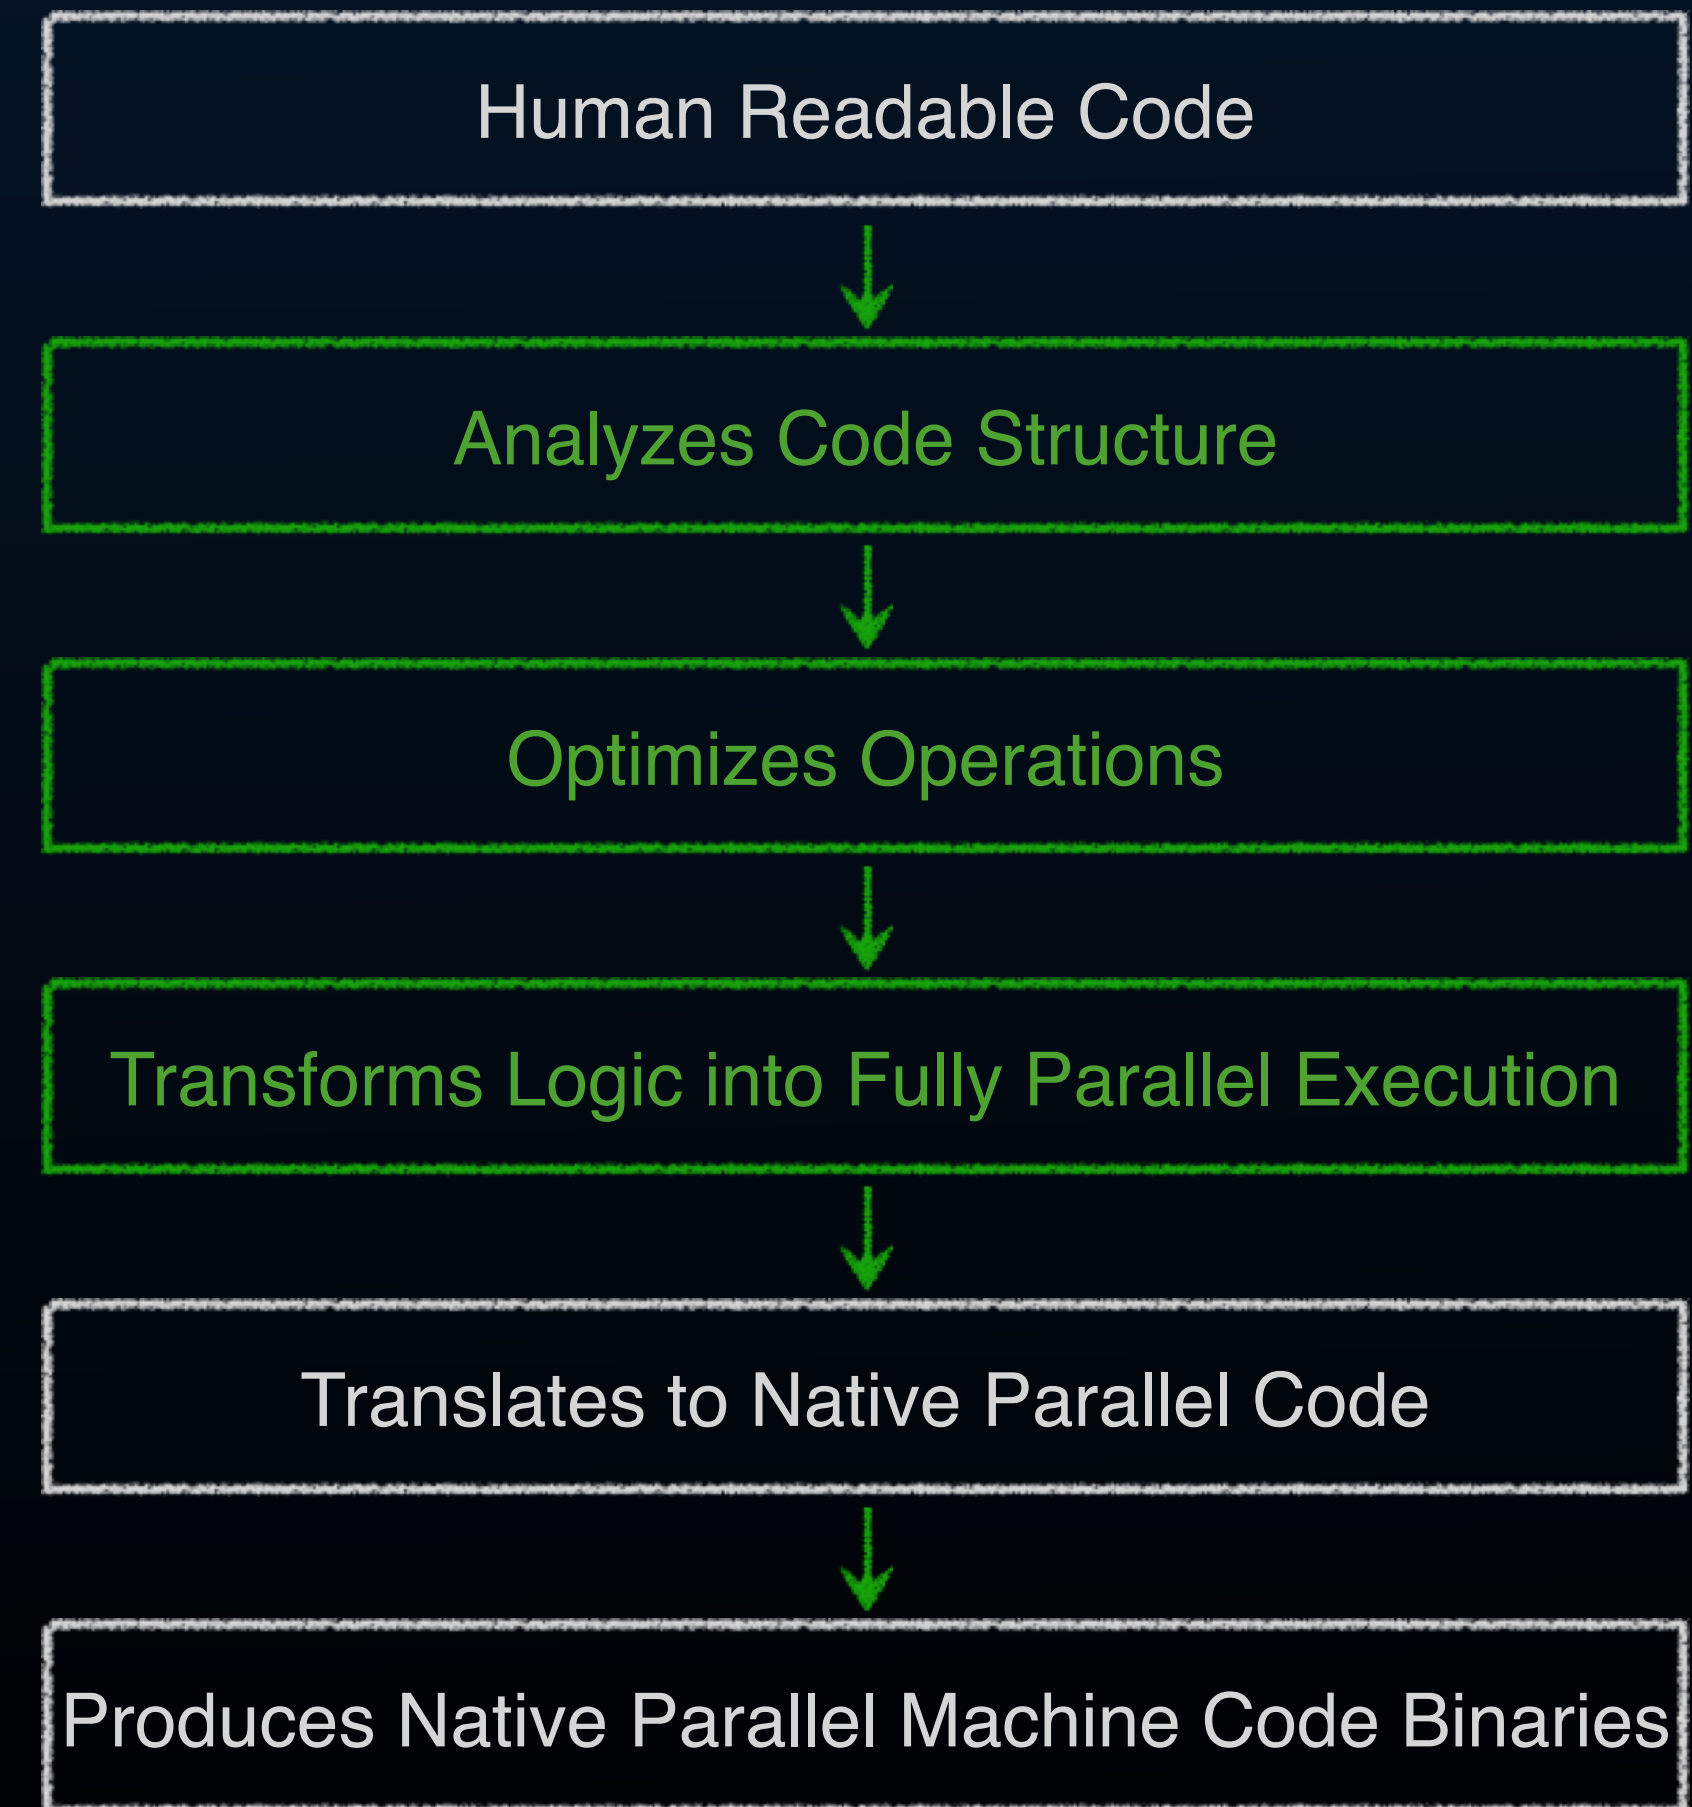 Human Readable Code
Analyzes Code Structure
Optimizes Operations
Transforms Logic into Fully Parallel Execution
Translates to Native Parallel Code
Produces Native Parallel Machine Code Binaries